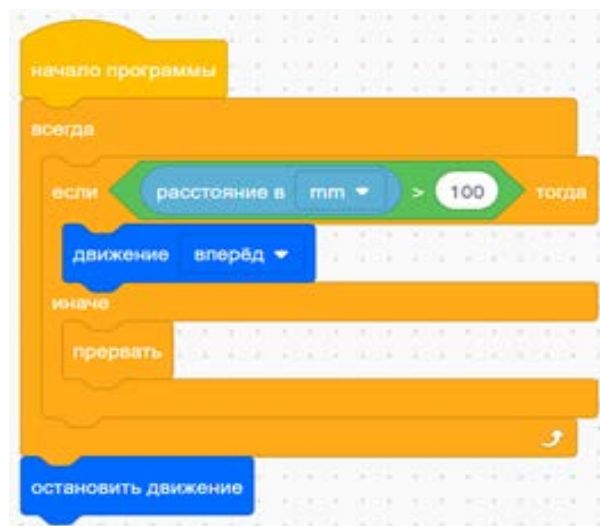 начало программы
всегда
если расстояние в mm > 100 тогда
движение вперёд
иначе
прервать
остановить движение